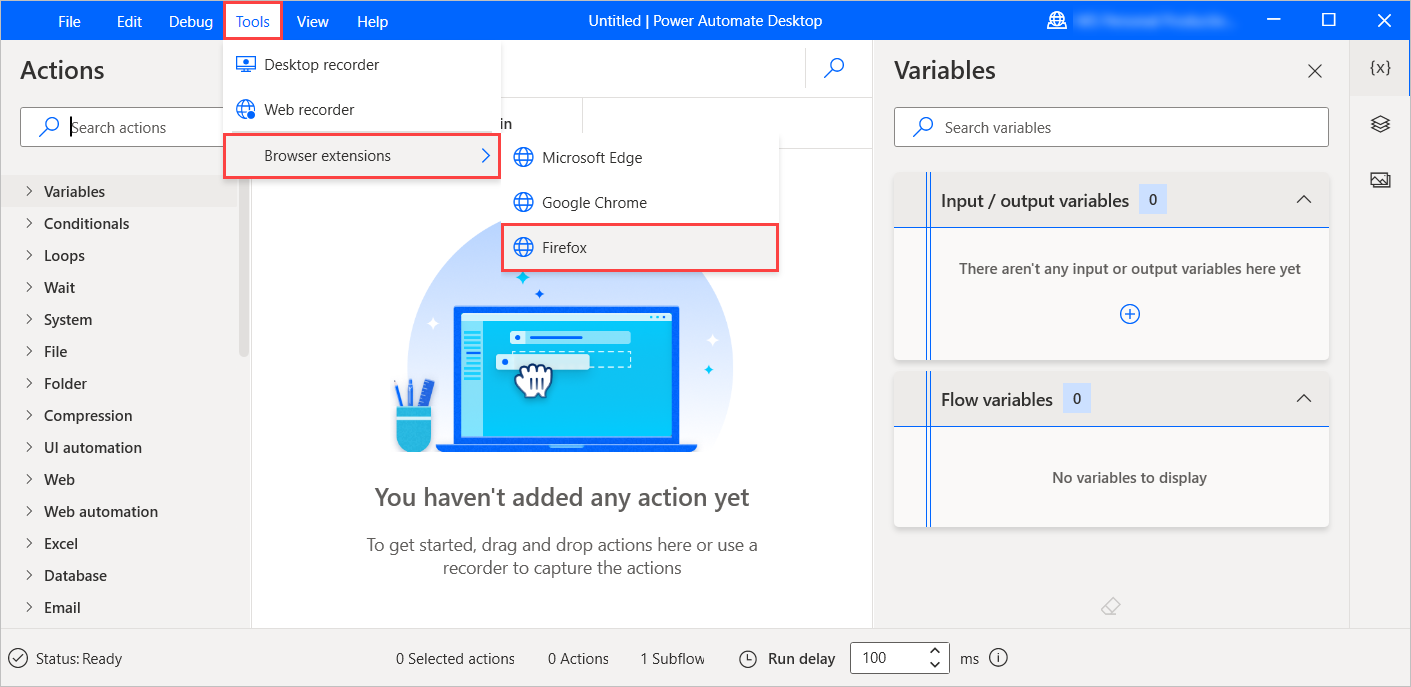 File Edit Debug Tools View Help Untitled | Power Automate Desktop
Actions
Search actions
Variables
Conditionals
Loops
Wait
System
File
Folder
Compression
UI automation
Web
Web automation
Excel
Database
Email
Desktop recorder
Web recorder
Browser extensions
in
Microsoft Edge
Google Chrome
Firefox
You haven't added any action yet
To get started, drag and drop actions here or use a
recorder to capture the actions
Variables
{x}
Search variables
Input / output variables 0
There aren't any input or output variables here yet
Flow variables 0
No variables to display
Status: Ready 0 Selected actions 0 Actions 1 Subflow Run delay 100 ms